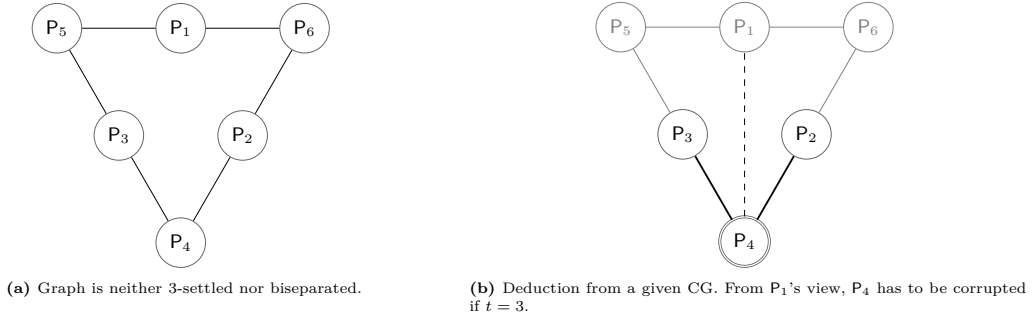 P5 P1 P6
P3 P2
P4
(a) Graph is neither 3-settled nor biseparated.
P5 P1 P6
P3 P2
P4
(b) Deduction from a given CG. From P1's view, P4 has to be corrupted
if t = 3.